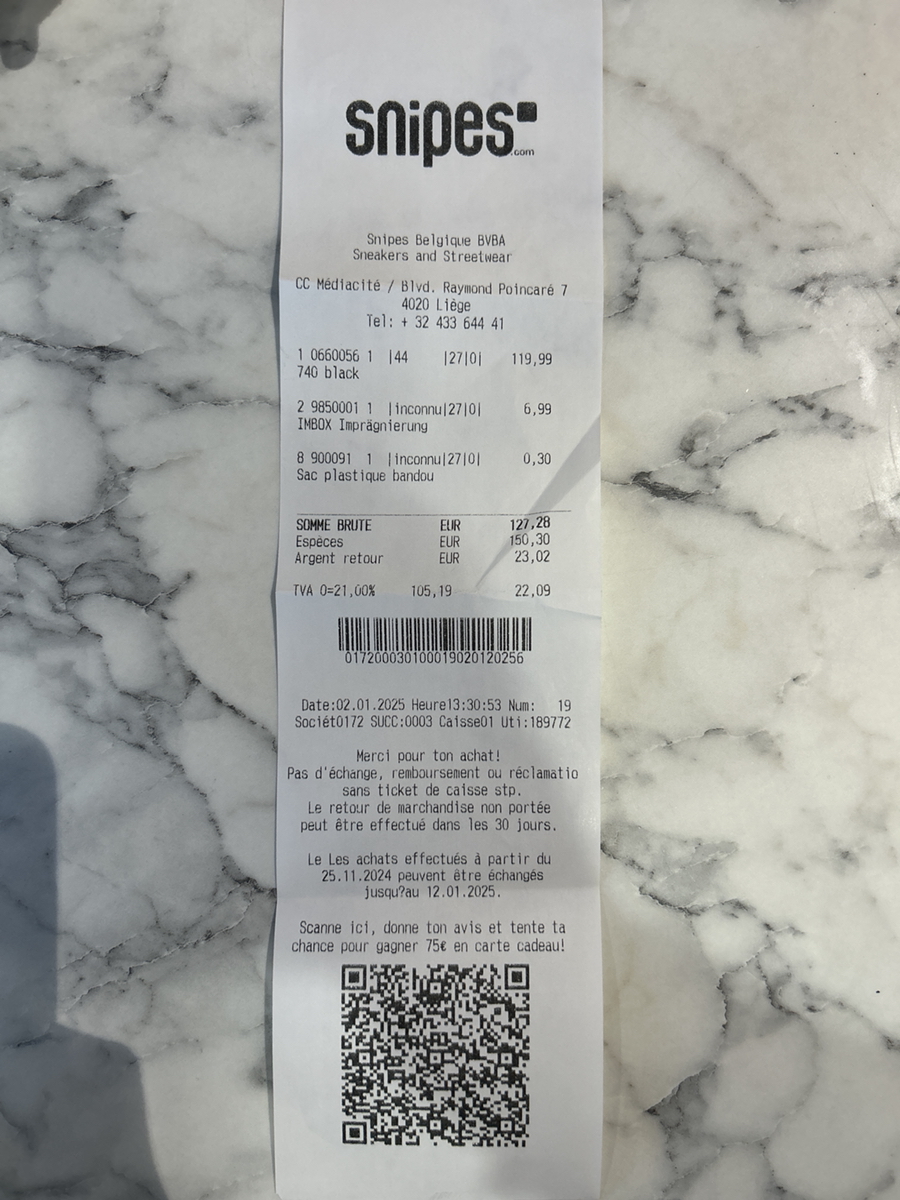 snipes
.com
Snipes Belgique BVBA
Sneakers and Streetwear
CC Médiacité / Blvd. Raymond Poincaré 7
4020 Liège
Tel: + 32 433 644 41
1 0660056 1 |44 |27|0| 119,99
740 black
2 9850001 1 |inconnu|27|0| 6,99
IMBOX Imprägnierung
8 900091 1 |inconnu|27|0| 0,30
Sac plastique bandou
SOMME BRUTE EUR 127,28
Espèces EUR 150,30
Argent retour EUR 23,02
TVA 0=21,00% 105,19 22,09
017200030100019020120256
Date:02.01.2025 Heure13:30:53 Num: 19
Sociét0172 SUCC:0003 Caisse01 Uti:189772
Merci pour ton achat!
Pas d'échange, remboursement ou réclamatio
sans ticket de caisse stp.
Le retour de marchandise non portée
peut être effectué dans les 30 jours.
Le Les achats effectués à partir du
25.11.2024 peuvent être échangés
jusqu?au 12.01.2025.
Scanne ici, donne ton avis et tente ta
chance pour gagner 75€ en carte cadeau!